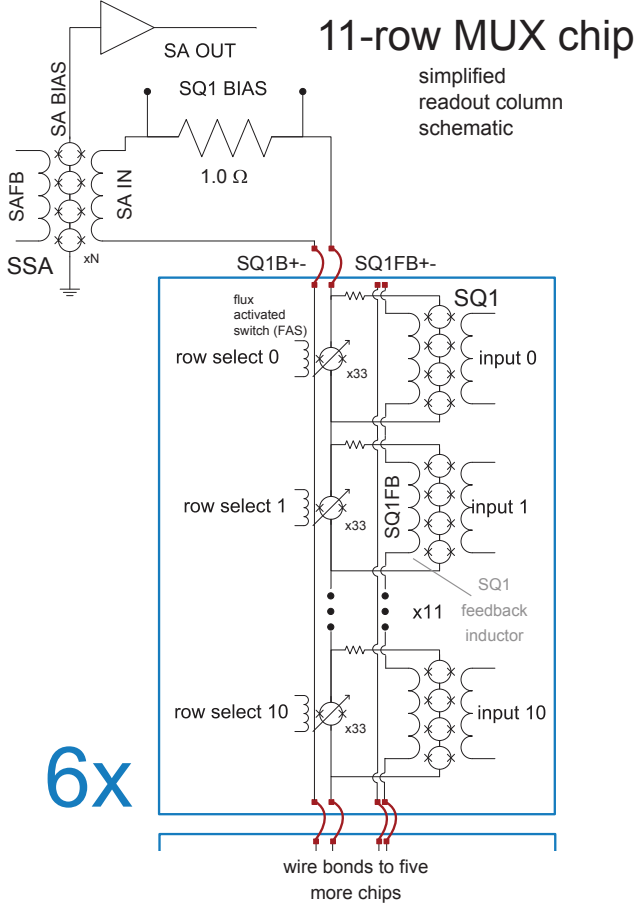 11-row MUX chip
simplified
readout column
schematic
SA OUT
SA BIAS
SQ1 BIAS
1.0 Ω
SAFB
SA IN
SSA
xN
SQ1B+-
SQ1FB+-
flux
activated
switch (FAS)
SQ1
row select 0
x33
input 0
row select 1
x33
SQ1FB
input 1
SQ1
feedback
inductor
x11
row select 10
x33
input 10
6x
wire bonds to five
more chips